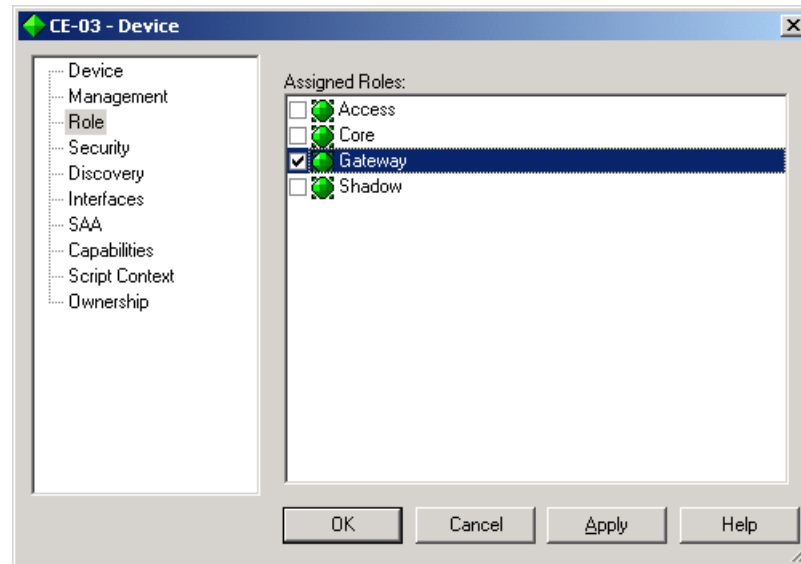 CE-03 - Device
Device
Management
Role
Security
Discovery
Interfaces
SAA
Capabilities
Script Context
Ownership
Assigned Roles:
Access
Core
Gateway
Shadow
OK
Cancel
Apply
Help